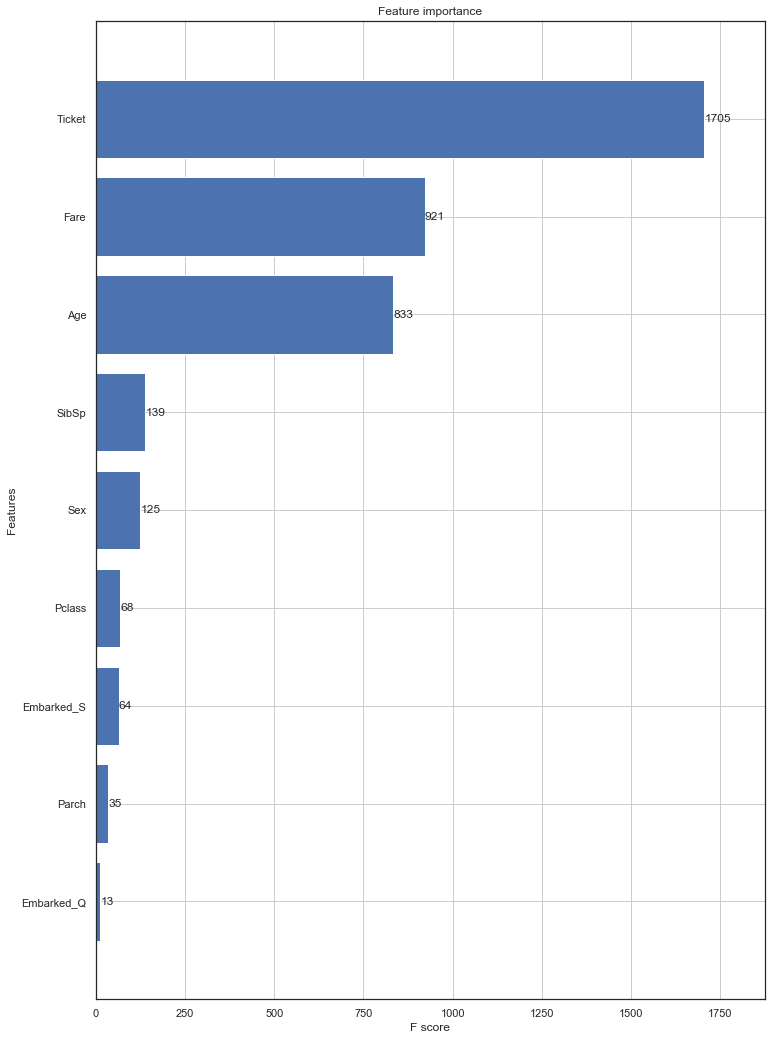 Feature importance
Ticket
1705
Fare
921
Age
833
SibSp
139
Sex
125
Features
Pclass
68
Embarked_S
64
Parch
35
Embarked_Q
13
0 250 500 750 1000 1250 1500 1750
F score